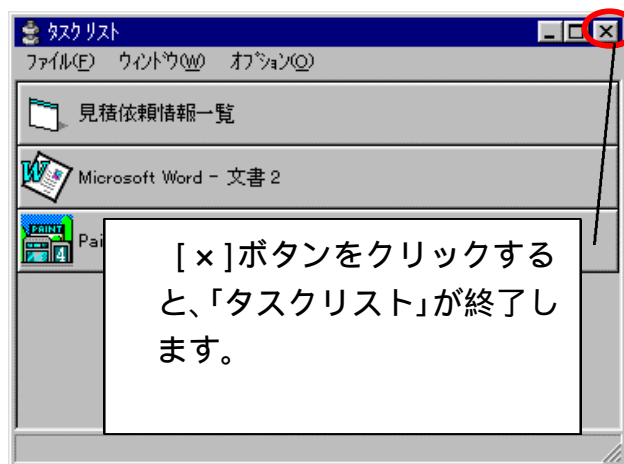 タスク リスト
ファイル(F) ウィンドウ(W) オプション(O)
見積依頼情報一覧
Microsoft Word - 文書 2
Pai
[×]ボタンをクリックする
と、「タスクリスト」が終了し
ます。